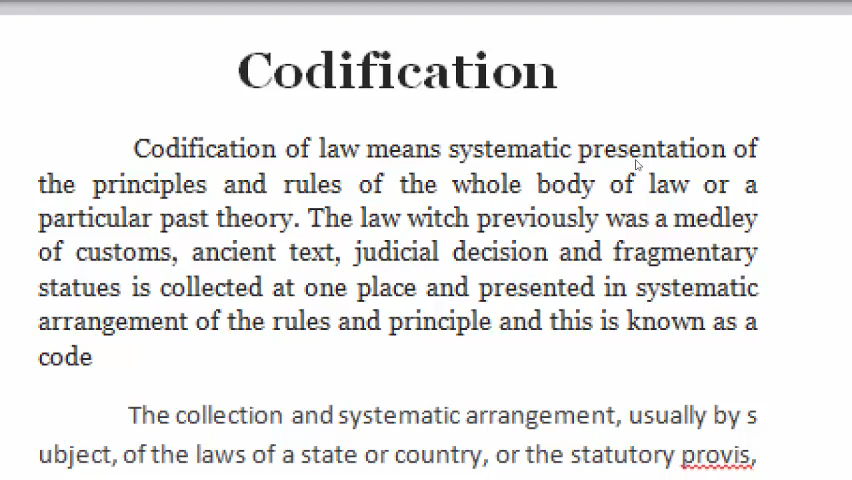 Codification
Codification of law means systematic presentation of
the principles and rules of the whole body of law or a
particular past theory. The law witch previously was a medley
of customs, ancient text, judicial decision and fragmentary
statues is collected at one place and presented in systematic
arrangement of the rules and principle and this is known as a
code
The collection and systematic arrangement, usually by s
ubject, of the laws of a state or country, or the statutory provis,